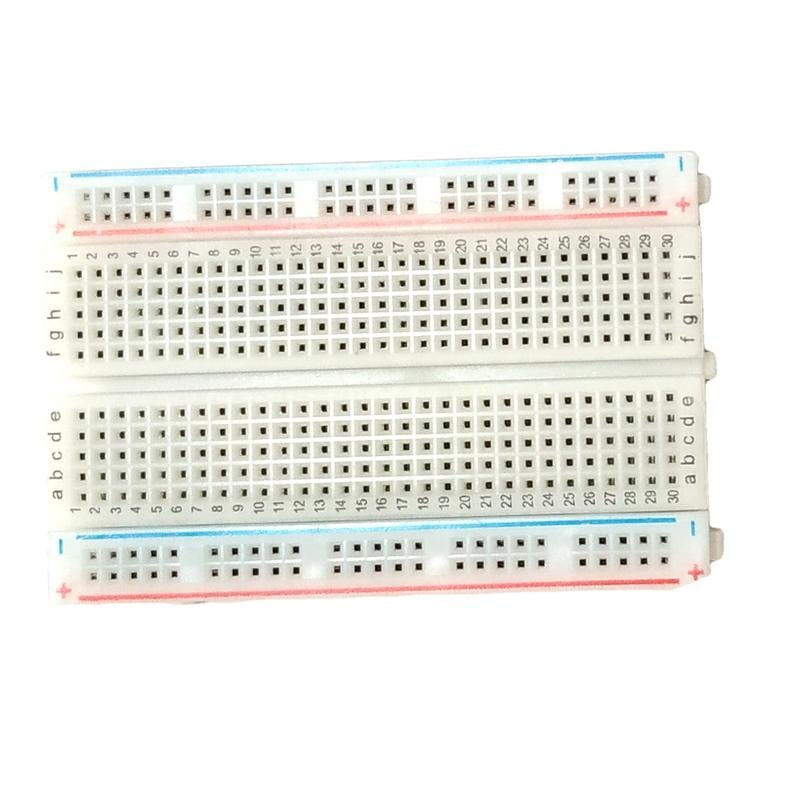 - -
+ +
1 2 3 4 5 6 7 8 9 10 11 12 13 14 15 16 17 18 19 20 21 22 23 24 25 26 27 28 29 30
j j
i i
h h
g g
f f
e e
d d
c c
b b
a a
1 2 3 4 5 6 7 8 9 10 11 12 13 14 15 16 17 18 19 20 21 22 23 24 25 26 27 28 29 30
- -
+ +